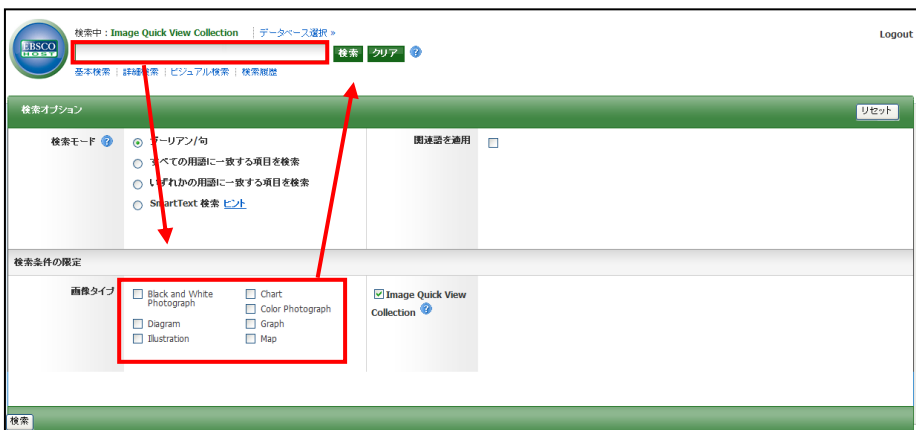 EBSCO
HOST
検索中：Image Quick View Collection | データベース選択 »
Logout
検索 クリア ?
基本検索 | 詳細検索 | ビジュアル検索 | 検索履歴
検索オプション
リセット
検索モード ?
ブーリアン/句
すべての用語に一致する項目を検索
いずれかの用語に一致する項目を検索
SmartText 検索 ヒント
関連語を適用
検索条件の限定
画像タイプ
Black and White Photograph
Chart
Color Photograph
Diagram
Graph
Illustration
Map
Image Quick View
Collection ?
検索